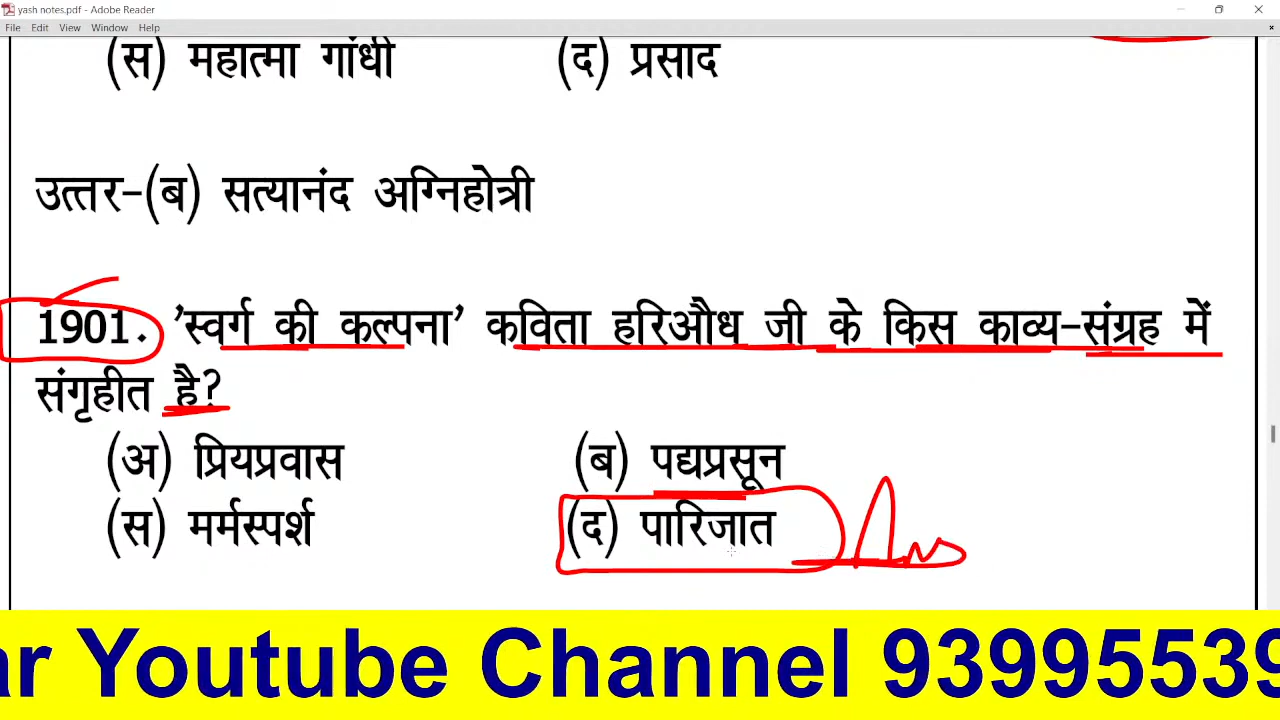 yash notes.pdf - Adobe Reader
File Edit View Window Help
(स) महात्मा गांधी (द) प्रसाद
उत्तर-(ब) सत्यानंद अग्निहोत्री
1901. 'स्वर्ग की कल्पना' कविता हरिऔध जी के किस काव्य-संग्रह में
संगृहीत है?
(अ) प्रियप्रवास (ब) पद्यप्रसून
(स) मर्मस्पर्श (द) पारिजात Ans
ar Youtube Channel 93995539